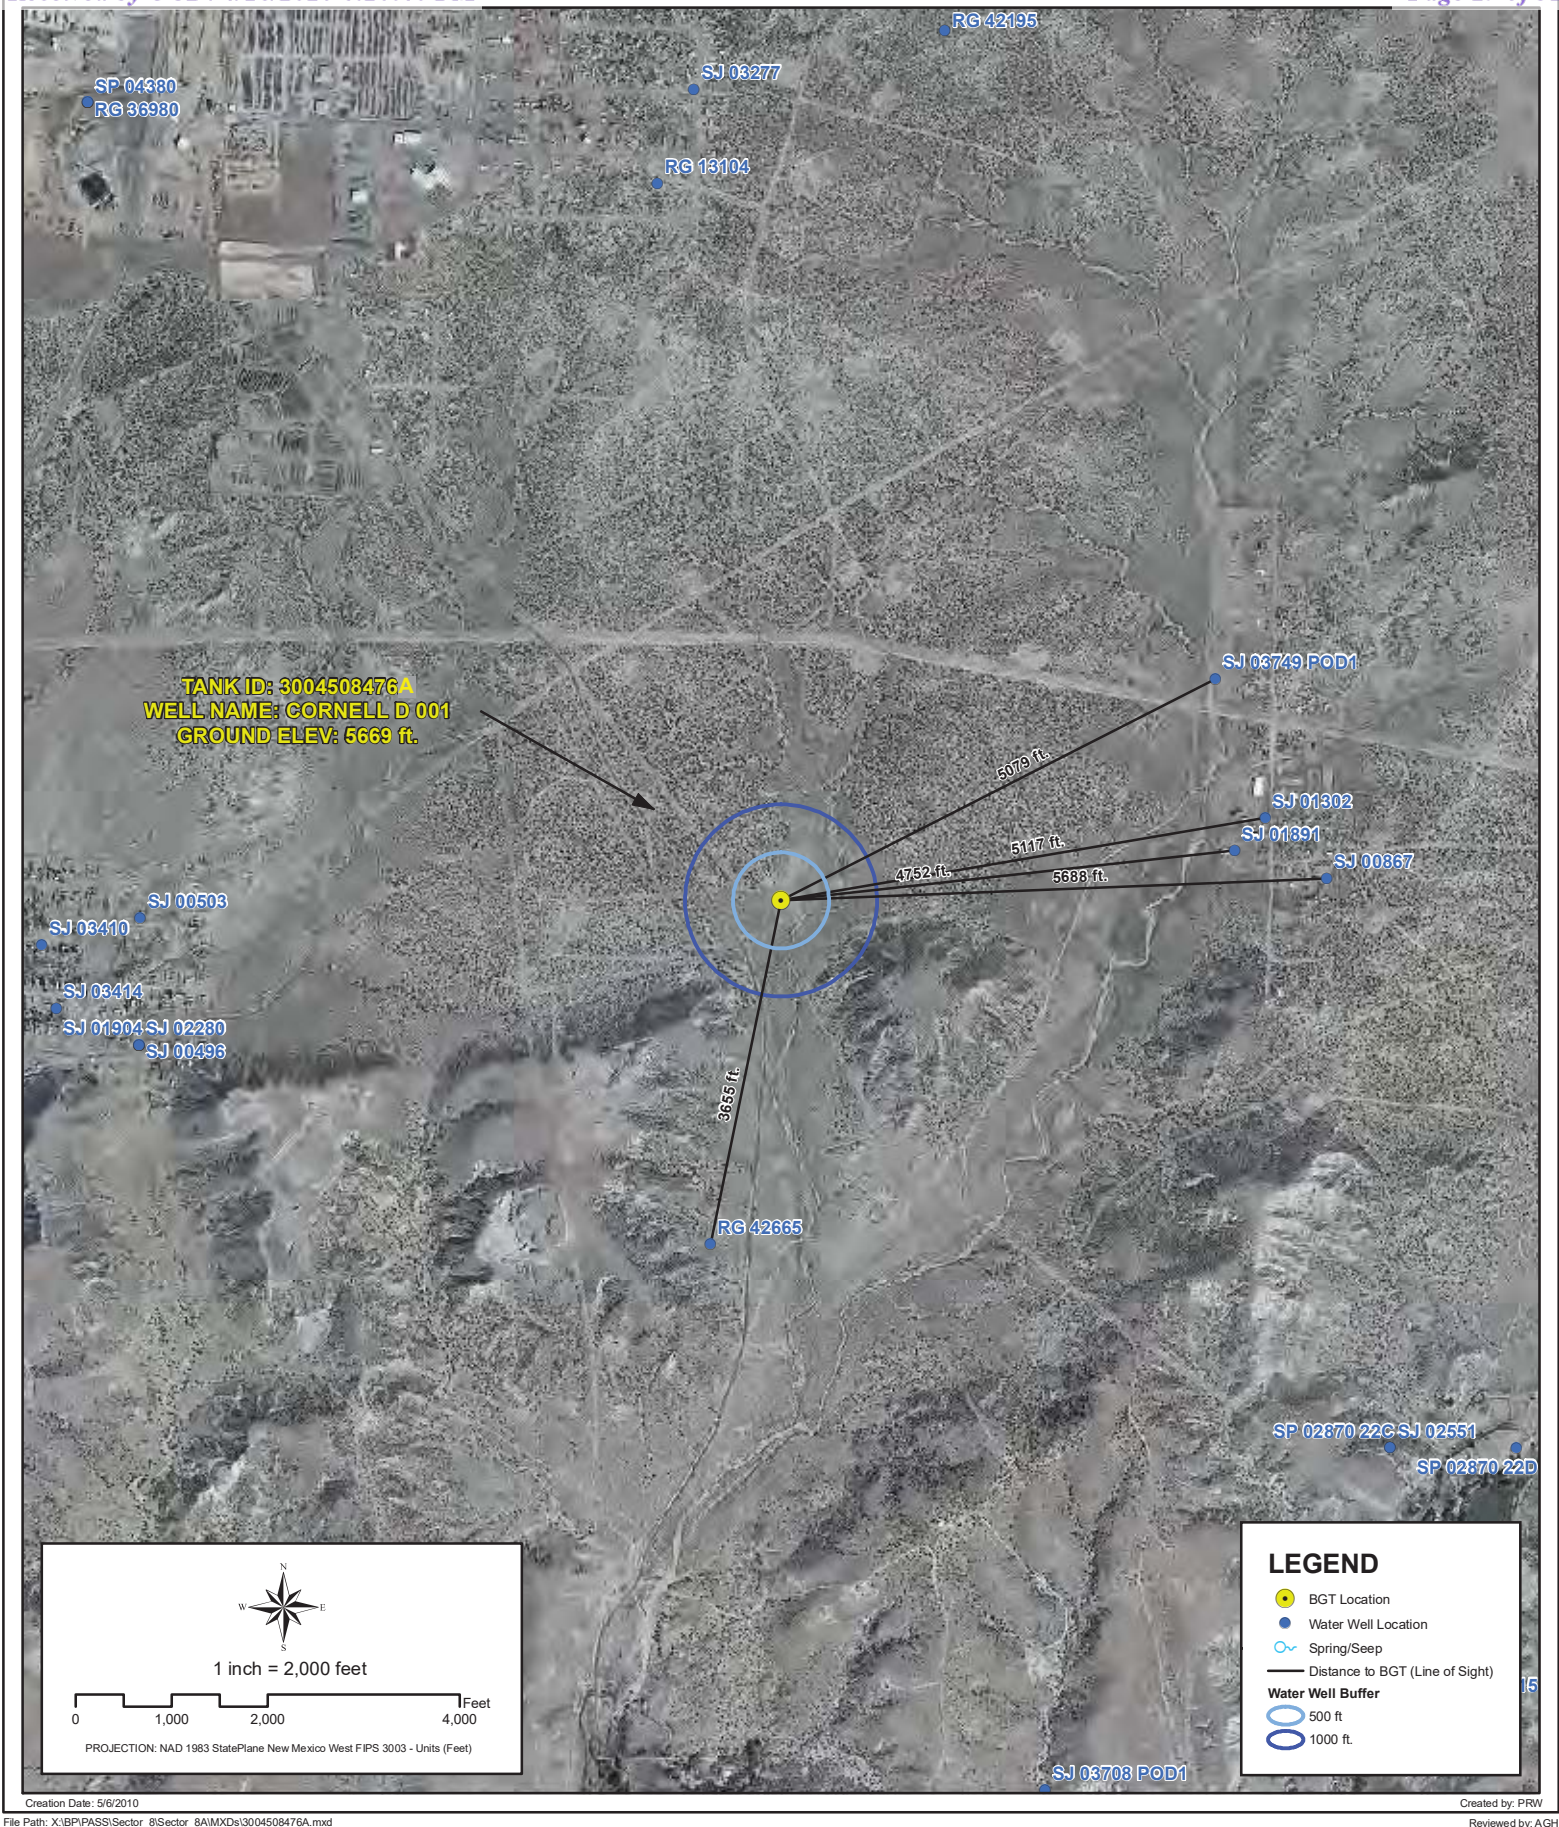 RG 42195
SJ 03277
SP 04380
RG 36980
RG 13104
SJ 03749 POD1
TANK ID: 3004508476A
WELL NAME: CORNELL D 001
GROUND ELEV: 5669 ft.
5079 ft.
SJ 01302
SJ 01891
5117 ft.
SJ 00867
4752 ft.
5688 ft.
SJ 00503
SJ 03410
SJ 03414
SJ 01904 SJ 02280
SJ 00496
3655 ft.
RG 42665
SP 02870 22C SJ 02551
SP 02870 22D
N
W E
S
1 inch = 2,000 feet
Feet
0 1,000 2,000 4,000
PROJECTION: NAD 1983 StatePlane New Mexico West FIPS 3003 - Units (Feet)
LEGEND
BGT Location
Water Well Location
Spring/Seep
Distance to BGT (Line of Sight)
Water Well Buffer
500 ft
1000 ft.
15
SJ 03708 POD1
Creation Date: 5/6/2010
Created by: PRW
File Path: X:\BP\PASS\Sector_8\Sector_8A\MXDs\3004508476A.mxd
Reviewed by: AGH